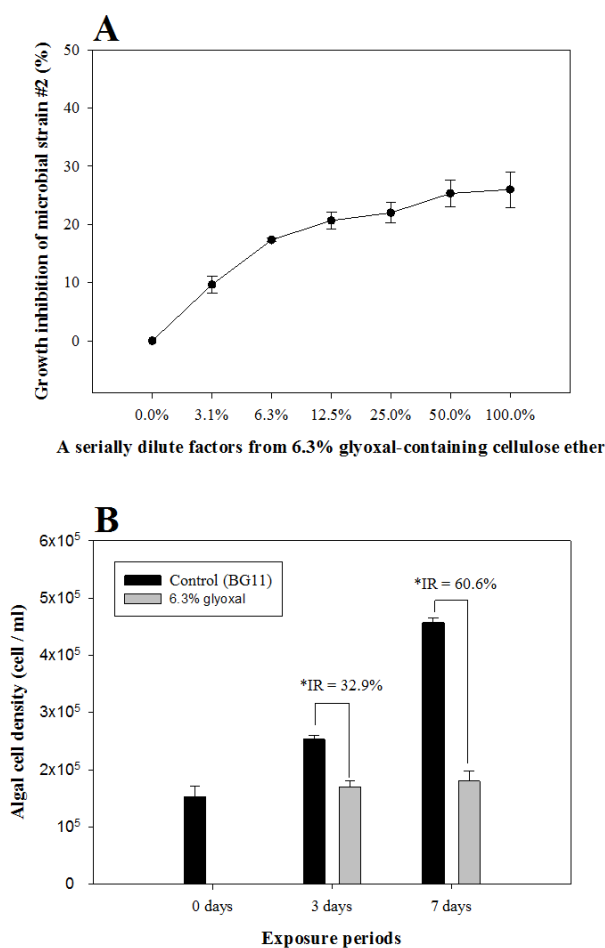 A
Growth inhibition of microbial strain #2 (%)
50
40
30
20
10
0
0.0% 3.1% 6.3% 12.5% 25.0% 50.0% 100.0%
A serially dilute factors from 6.3% glyoxal-containing cellulose ether
B
Algal cell density (cell / ml)
6x10⁵
5x10⁵
4x10⁵
3x10⁵
2x10⁵
10⁵
0
Control (BG11)
6.3% glyoxal
*IR = 32.9%
*IR = 60.6%
0 days 3 days 7 days
Exposure periods